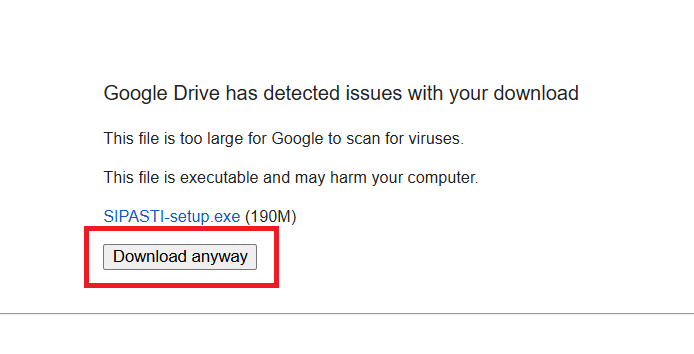 Google Drive has detected issues with your download
This file is too large for Google to scan for viruses.
This file is executable and may harm your computer.
SIPASTI-setup.exe (190M)
Download anyway